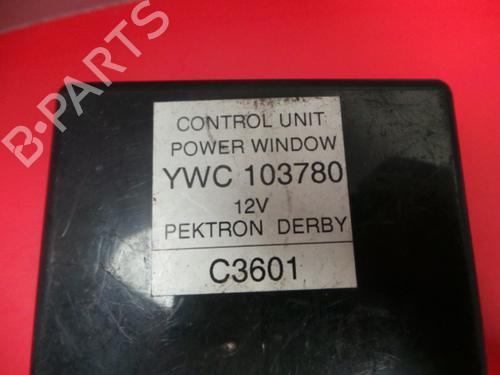 CONTROL UNIT
POWER WINDOW
YWC 103780
12V
PEKTRON DERBY
C3601
B-PARTS